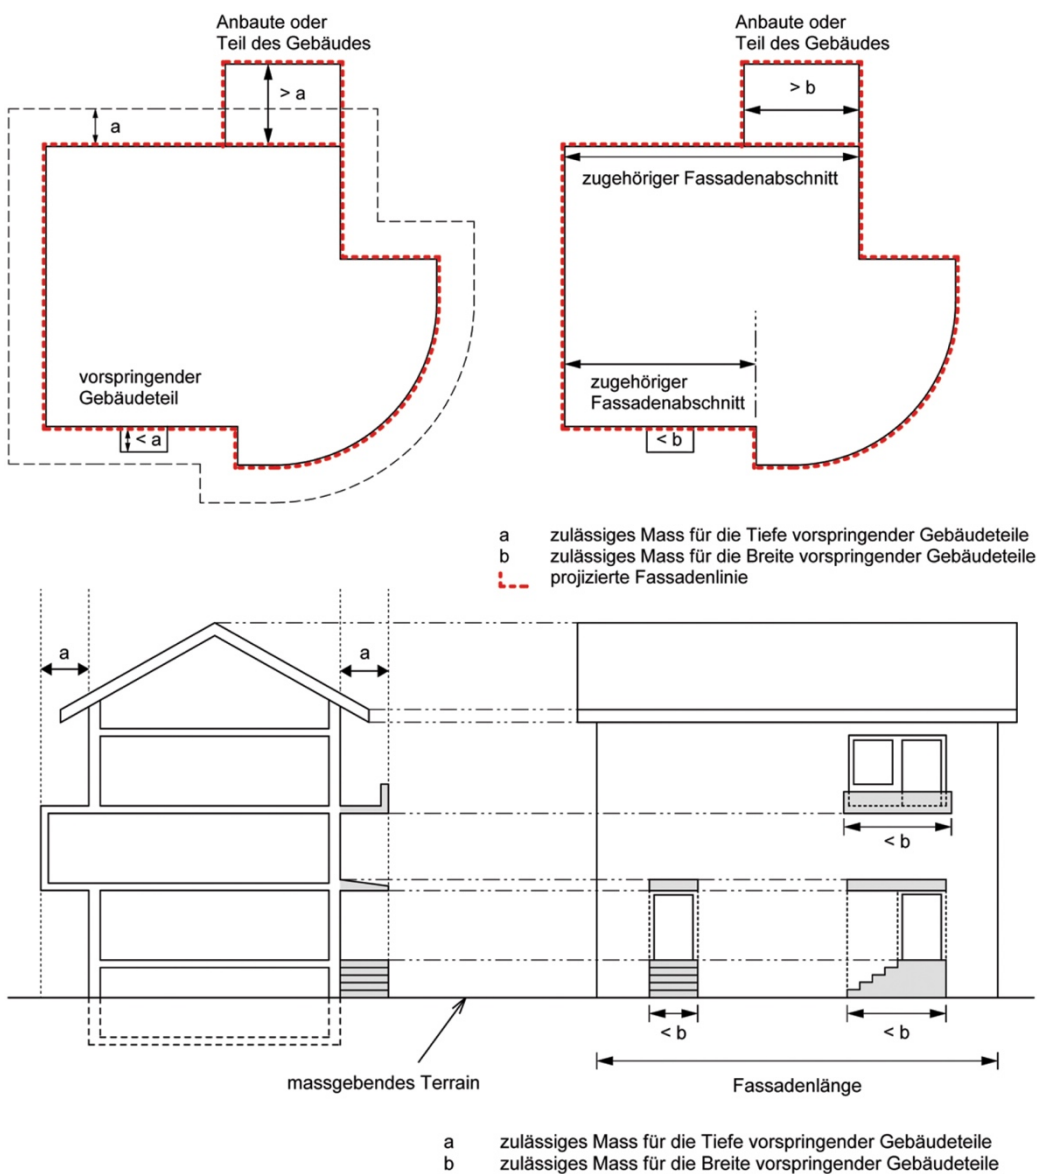 Anbaute oder
Teil des Gebäudes
> a
a
vorspringender
Gebäudeteil
< a
Anbaute oder
Teil des Gebäudes
> b
zugehöriger Fassadenabschnitt
zugehöriger
Fassadenabschnitt
< b
a zulässiges Mass für die Tiefe vorspringender Gebäudeteile
b zulässiges Mass für die Breite vorspringender Gebäudeteile
projizierte Fassadenlinie
a
a
< b
< b
< b
massgebendes Terrain
Fassadenlänge
a zulässiges Mass für die Tiefe vorspringender Gebäudeteile
b zulässiges Mass für die Breite vorspringender Gebäudeteile